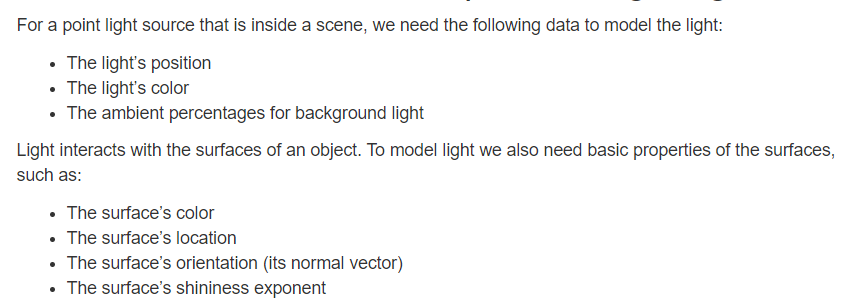 For a point light source that is inside a scene, we need the following data to model the light:
• The light’s position
• The light’s color
• The ambient percentages for background light
Light interacts with the surfaces of an object. To model light we also need basic properties of the surfaces,
such as:
• The surface’s color
• The surface’s location
• The surface’s orientation (its normal vector)
• The surface’s shininess exponent